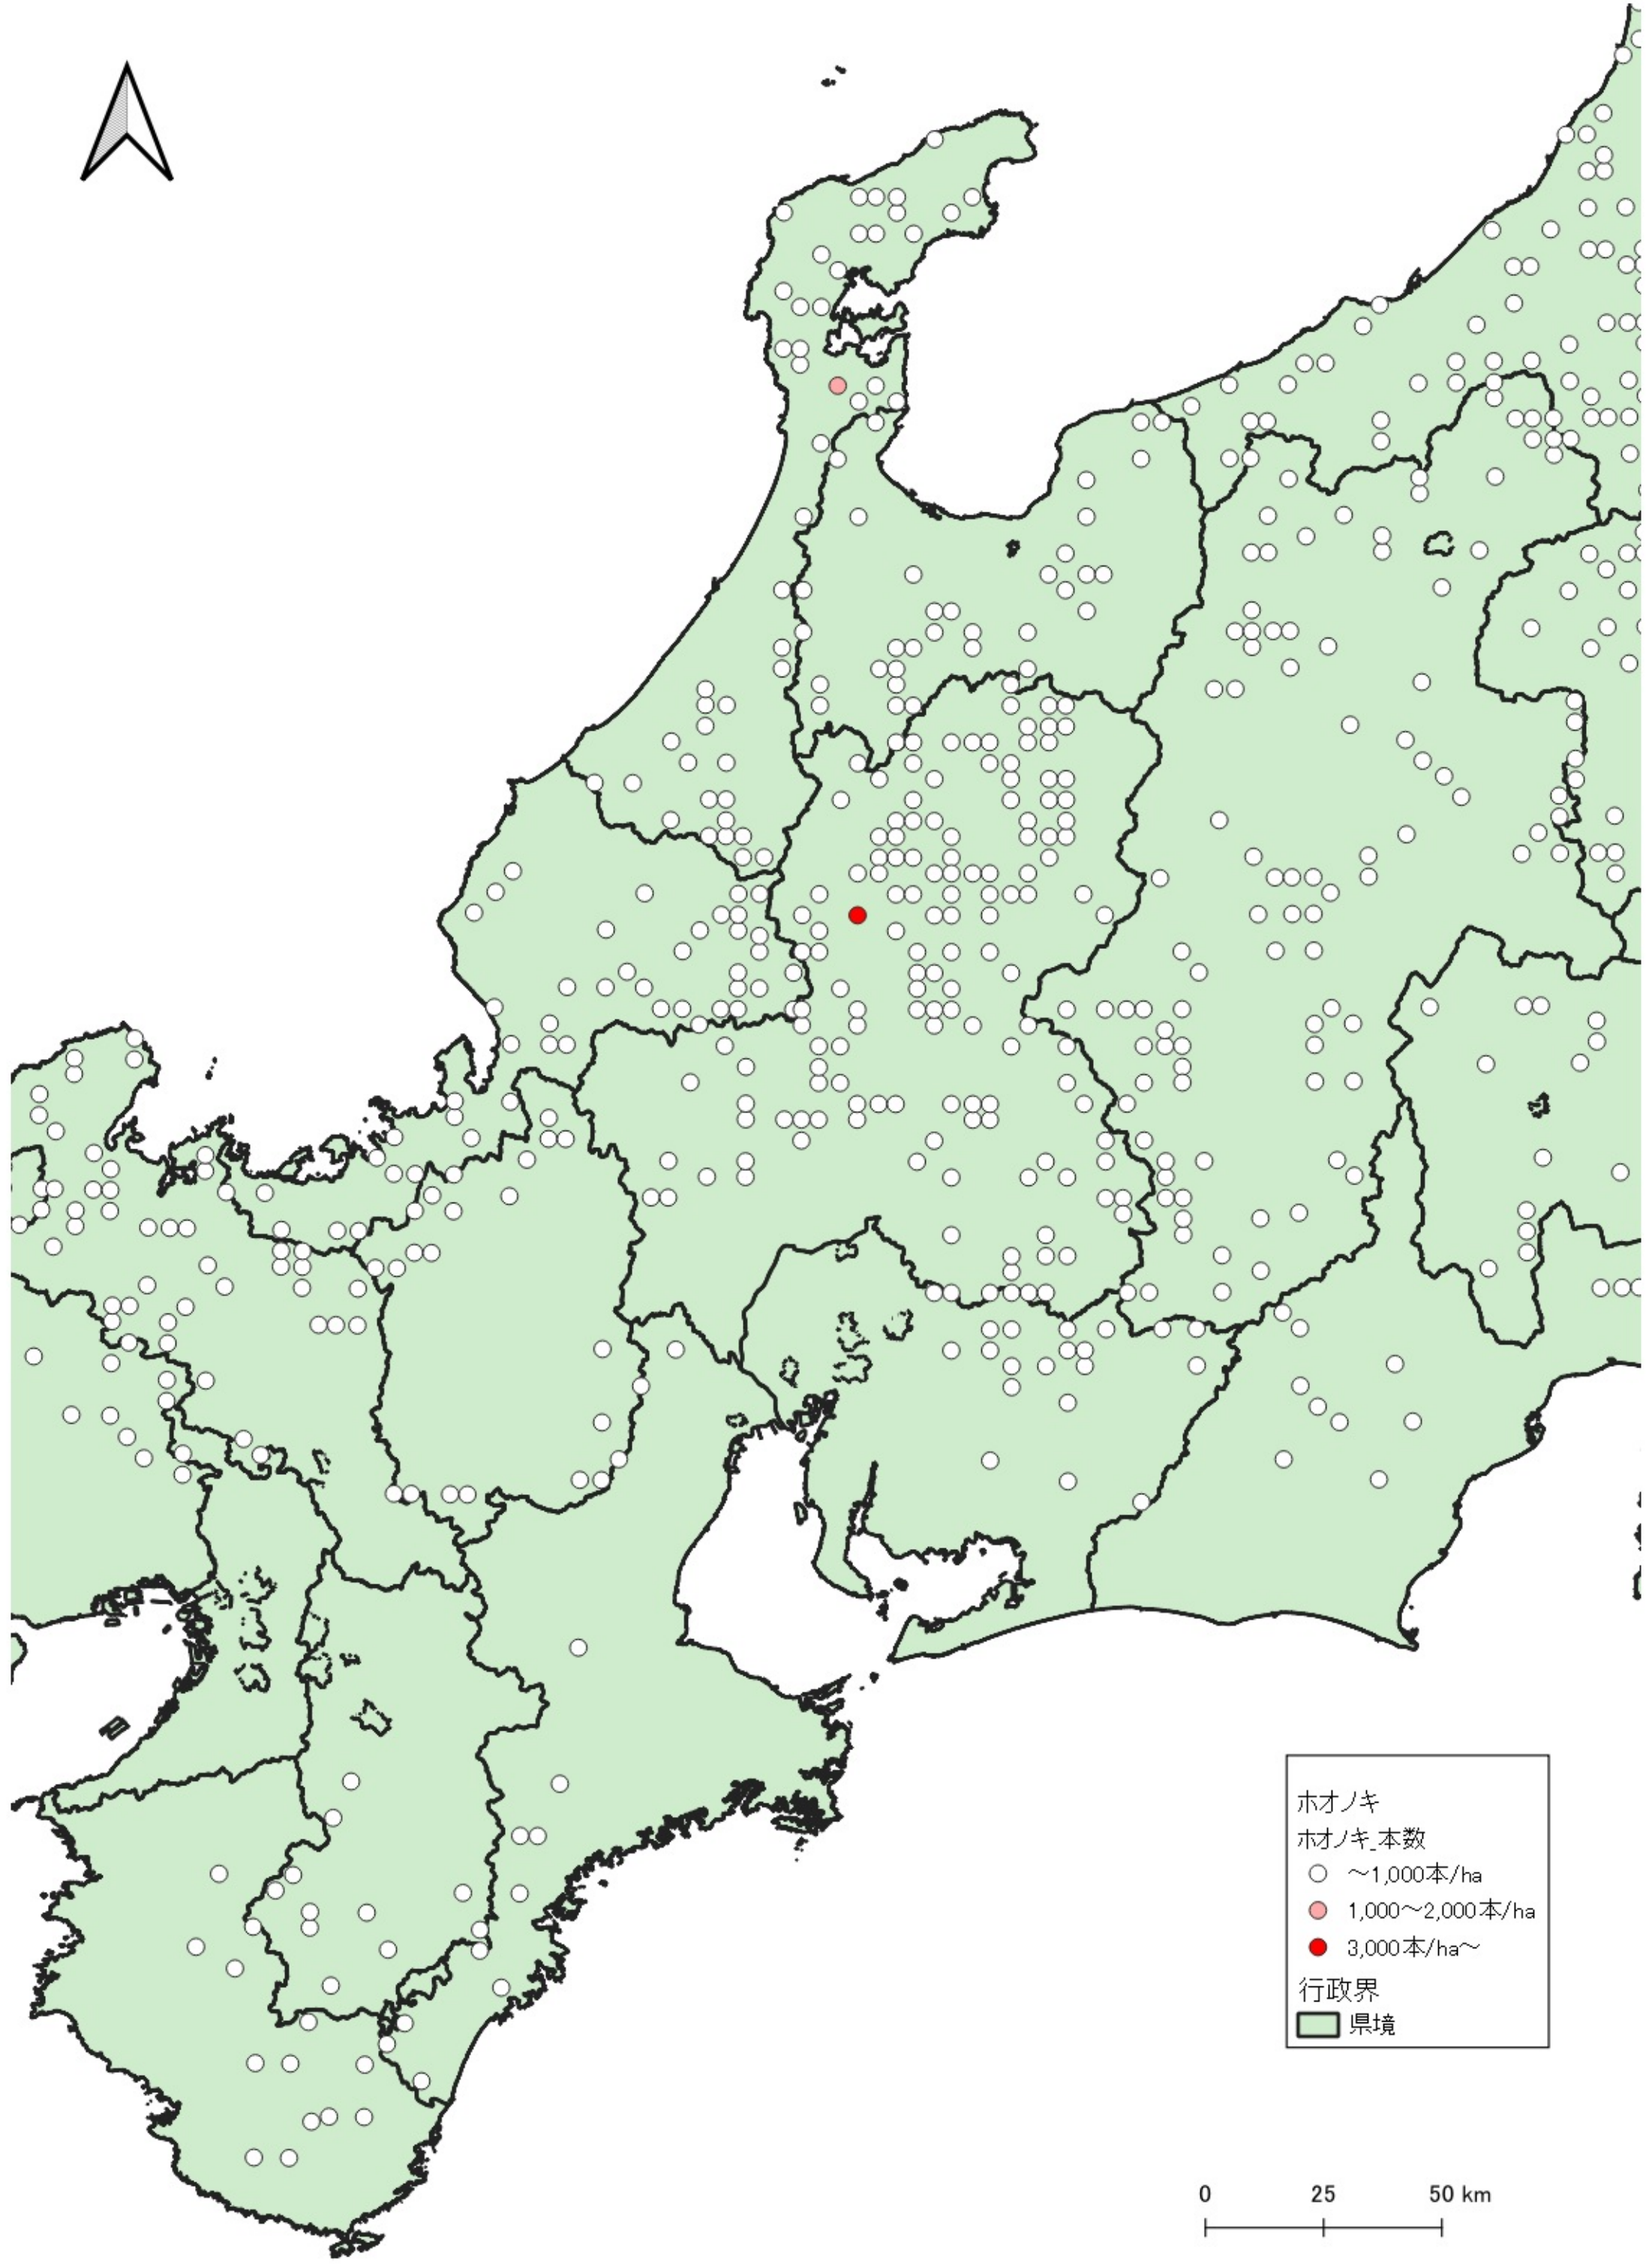 ホオノキ
ホオノキ_本数
～1,000本/ha
1,000～2,000本/ha
3,000本/ha～
行政界
県境
0 25 50 km